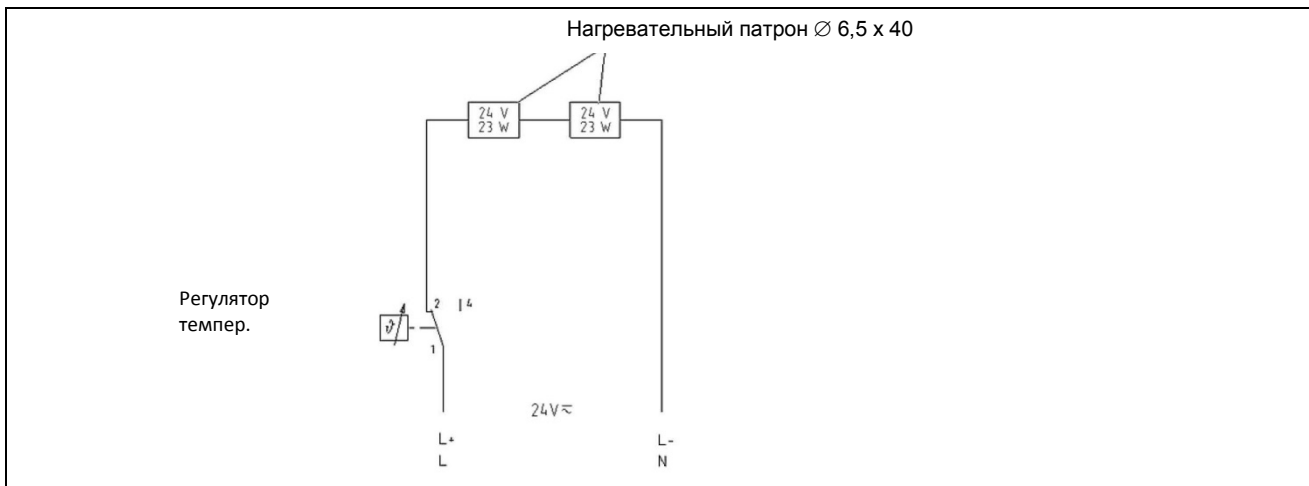 Нагревательный патрон ∅ 6,5 x 40
24 V
23 W
24 V
23 W
Регулятор
темпер.
ϑ
2
4
1
24V⎓
L+
L
L-
N